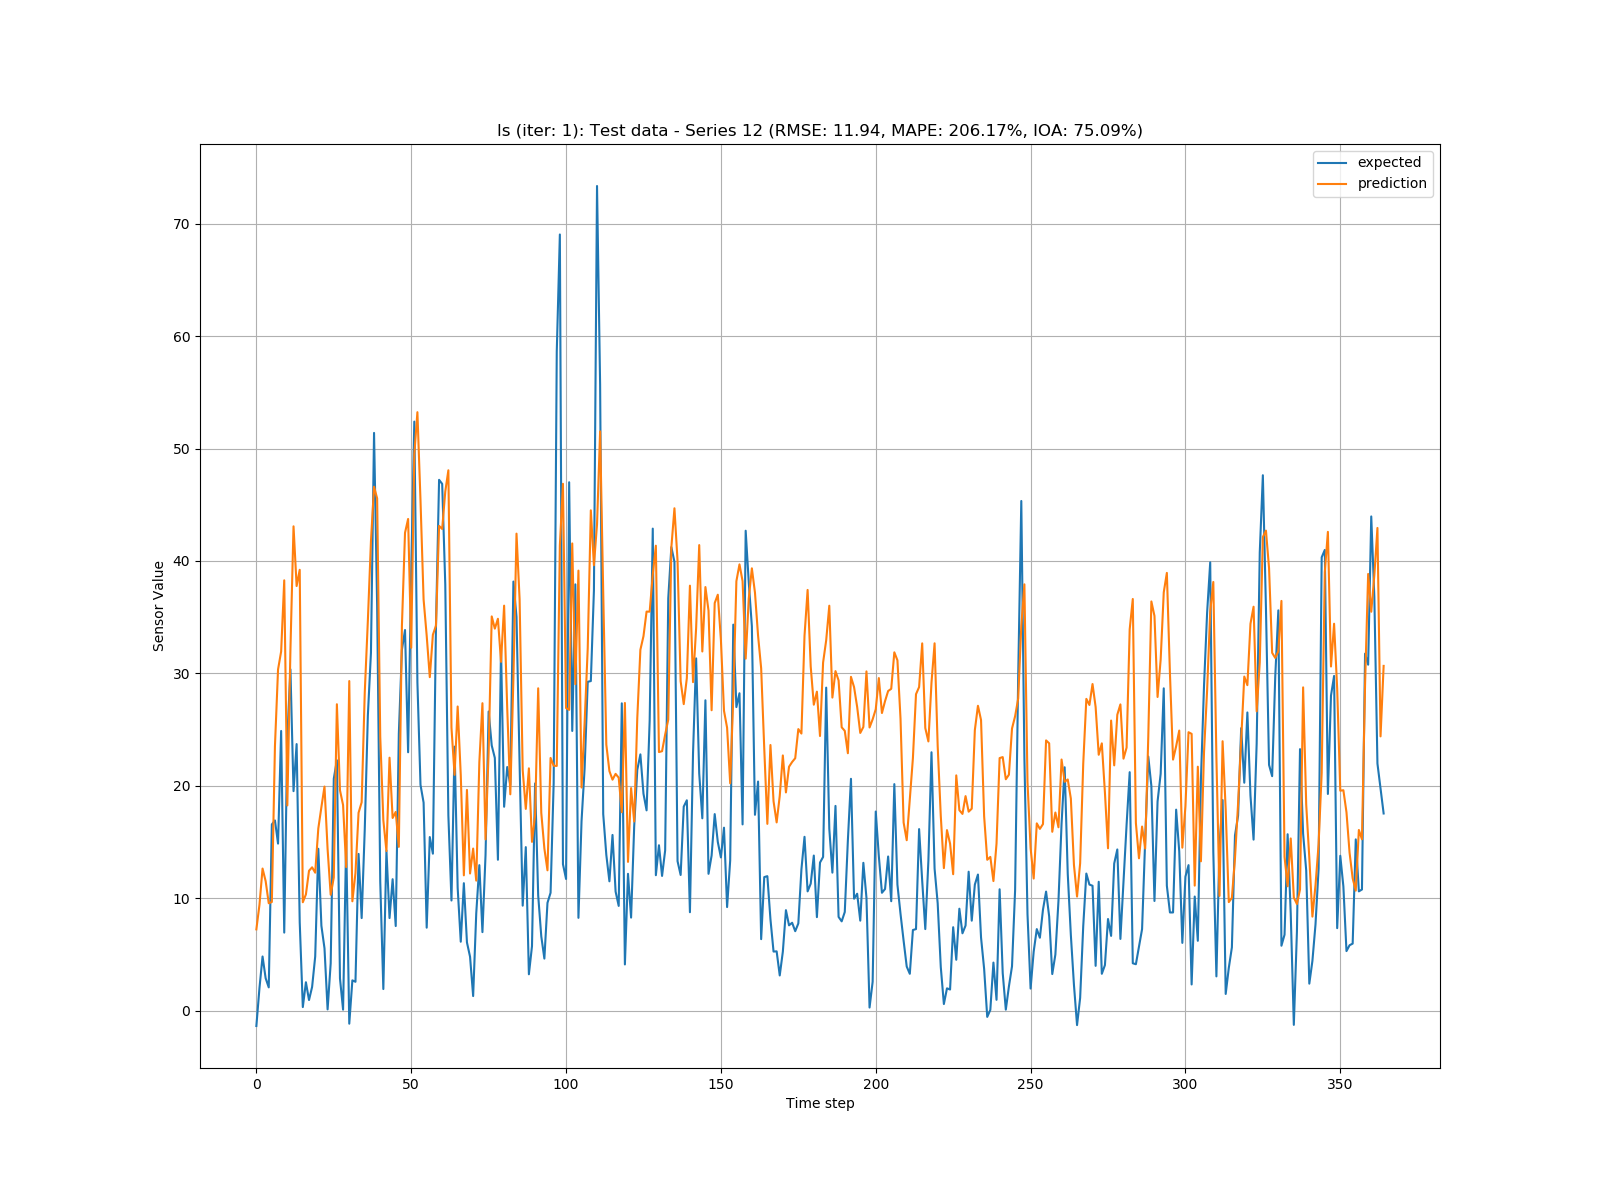 ls (iter: 1): Test data - Series 12 (RMSE: 11.94, MAPE: 206.17%, IOA: 75.09%)
expected
prediction
70
60
50
40
30
20
10
0
Sensor Value
0 50 100 150 200 250 300 350
Time step